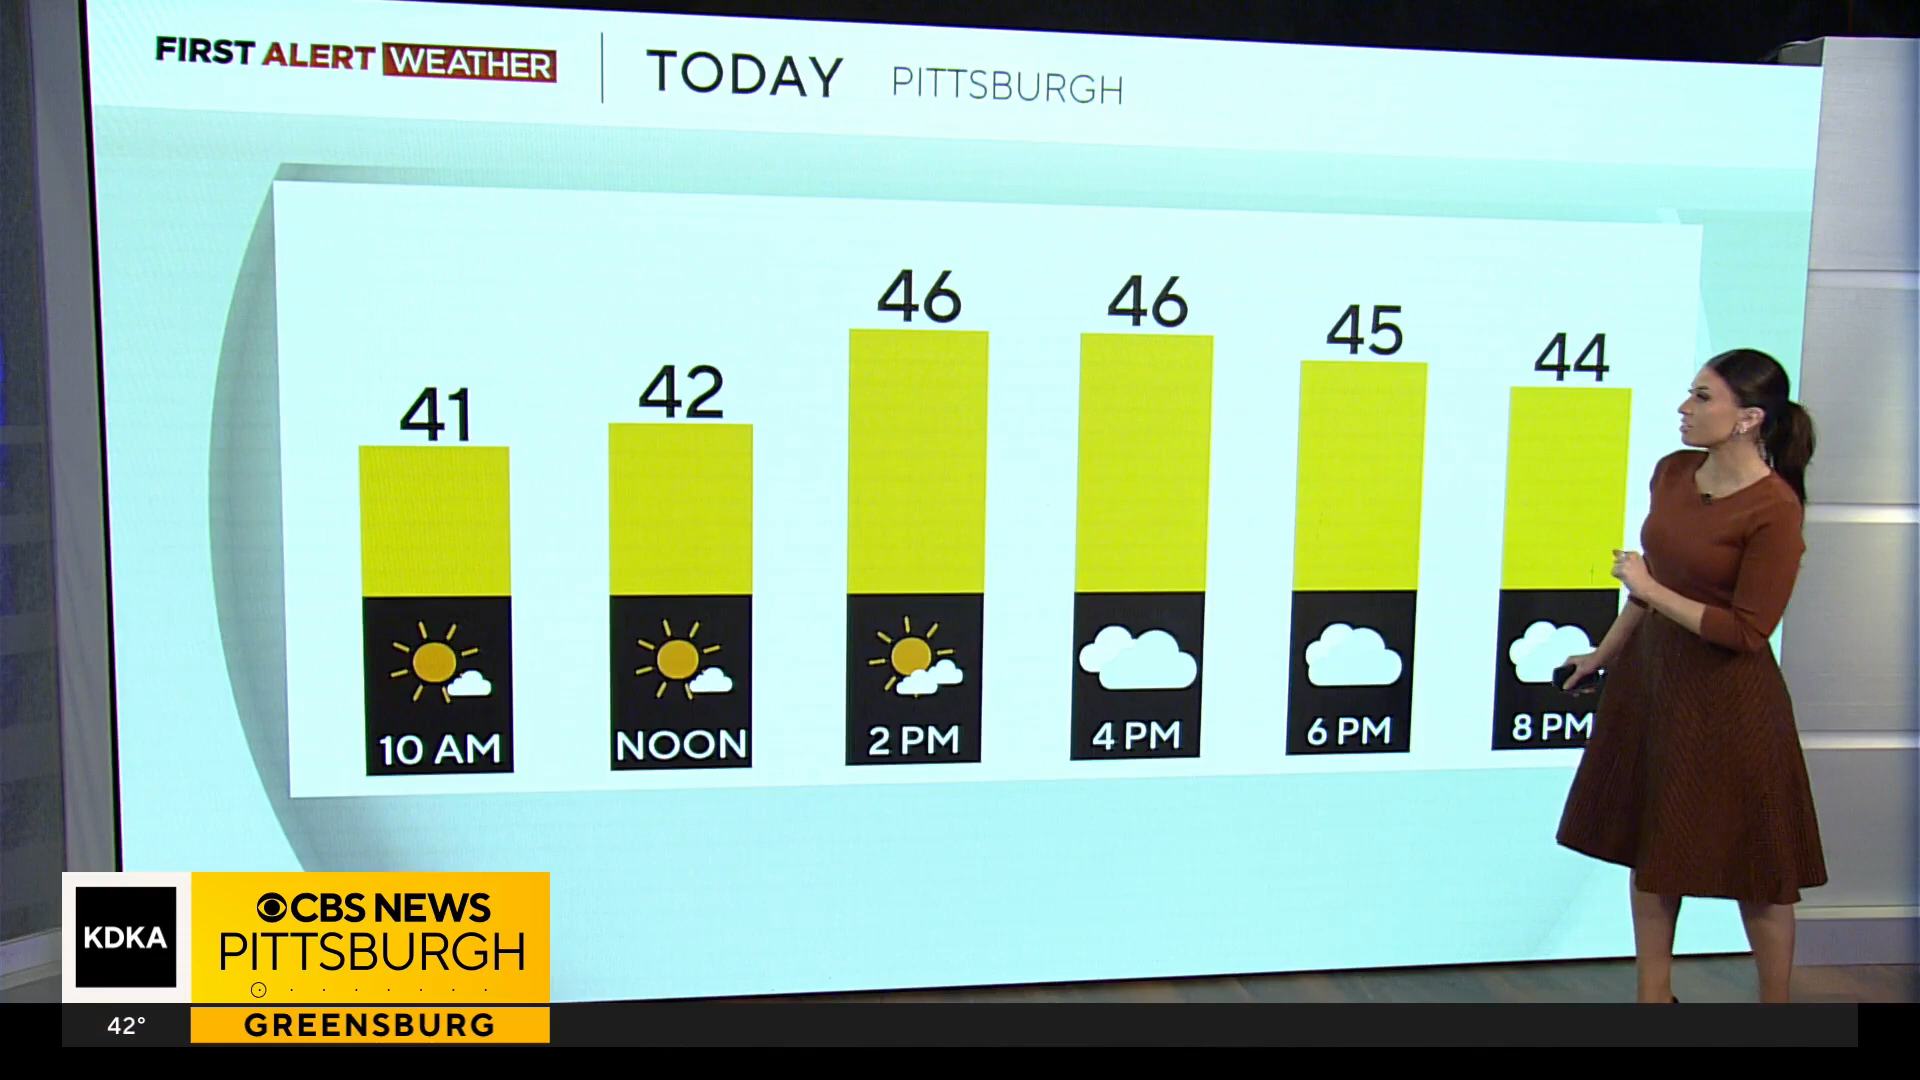 FIRST ALERT WEATHER
TODAY PITTSBURGH
41 42 46 46 45 44
10 AM NOON 2 PM 4 PM 6 PM 8 PM
KDKA
CBS NEWS
PITTSBURGH
42° GREENSBURG